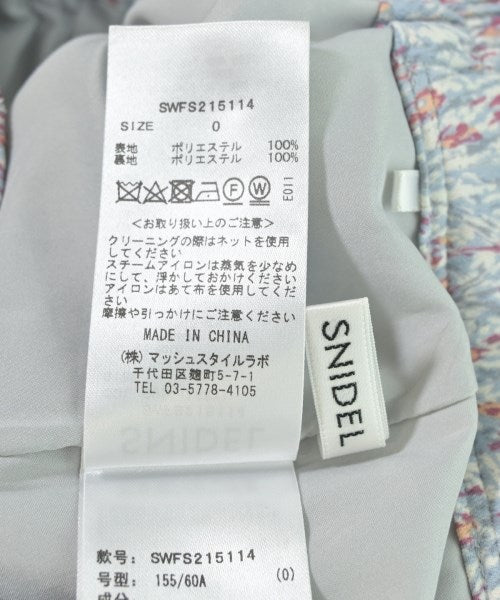 SWFS215114
SIZE 0
表地 ポリエステル 100%
裏地 ポリエステル 100%
F W
E011
＜お取り扱い上のご注意＞
クリーニングの際はネットを使用
してください
スチームアイロンは蒸気を少なめ
にして、浮かしておかけください
アイロンはあて布を使用してくださ
い
摩擦や引っかけにご注意ください
MADE IN CHINA
(株) マッシュスタイルラボ
千代田区麹町5-7-1
TEL 03-5778-4105
SNIDEL
款号: SWFS215114
号型: 155/60A (0)
成分